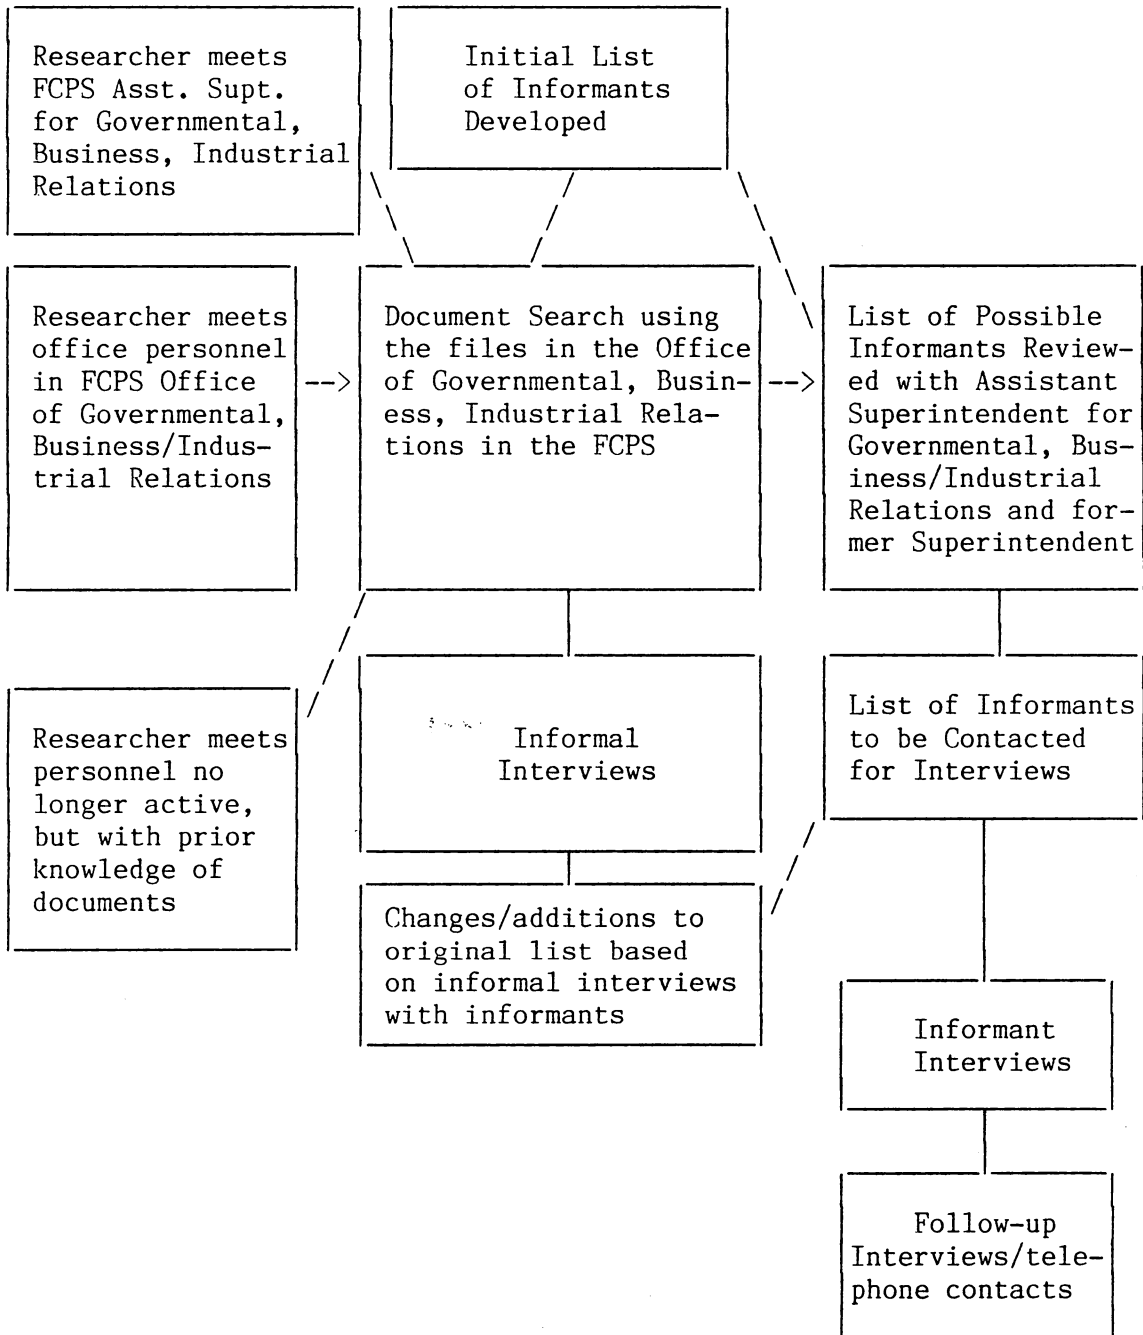 Researcher meets
FCPS Asst. Supt.
for Governmental,
Business, Industrial
Relations
Initial List
of Informants
Developed
Researcher meets
office personnel
in FCPS Office
of Governmental,
Business/Indus-
trial Relations
-->
Document Search using
the files in the Office
of Governmental, Busin-
ess, Industrial Rela-
tions in the FCPS
-->
List of Possible
Informants Review-
ed with Assistant
Superintendent for
Governmental, Bus-
iness/Industrial
Relations and for-
mer Superintendent
Researcher meets
personnel no
longer active,
but with prior
knowledge of
documents
Informal
Interviews
List of Informants
to be Contacted
for Interviews
Changes/additions to
original list based
on informal interviews
with informants
Informant
Interviews
Follow-up
Interviews/tele-
phone contacts